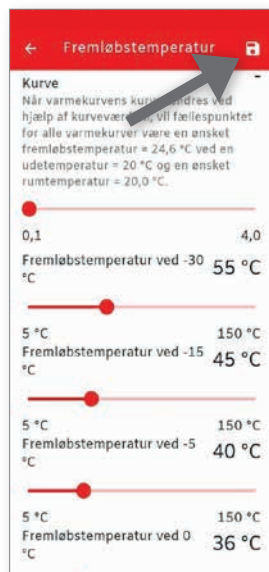 Fremløbstemperatur
Kurve -
Når varmekurvens kurve ændres ved
hjælp af kurveværdi, vil fællespunktet
for alle varmekurver være en ønsket
fremløbstemperatur = 24,6 °C ved en
udetemperatur = 20 °C og en ønsket
rumtemperatur = 20,0 °C.
0,1 4,0
Fremløbstemperatur ved -30
°C 55 °C
5 °C 150 °C
Fremløbstemperatur ved -15
°C 45 °C
5 °C 150 °C
Fremløbstemperatur ved -5
°C 40 °C
5 °C 150 °C
Fremløbstemperatur ved 0
°C 36 °C